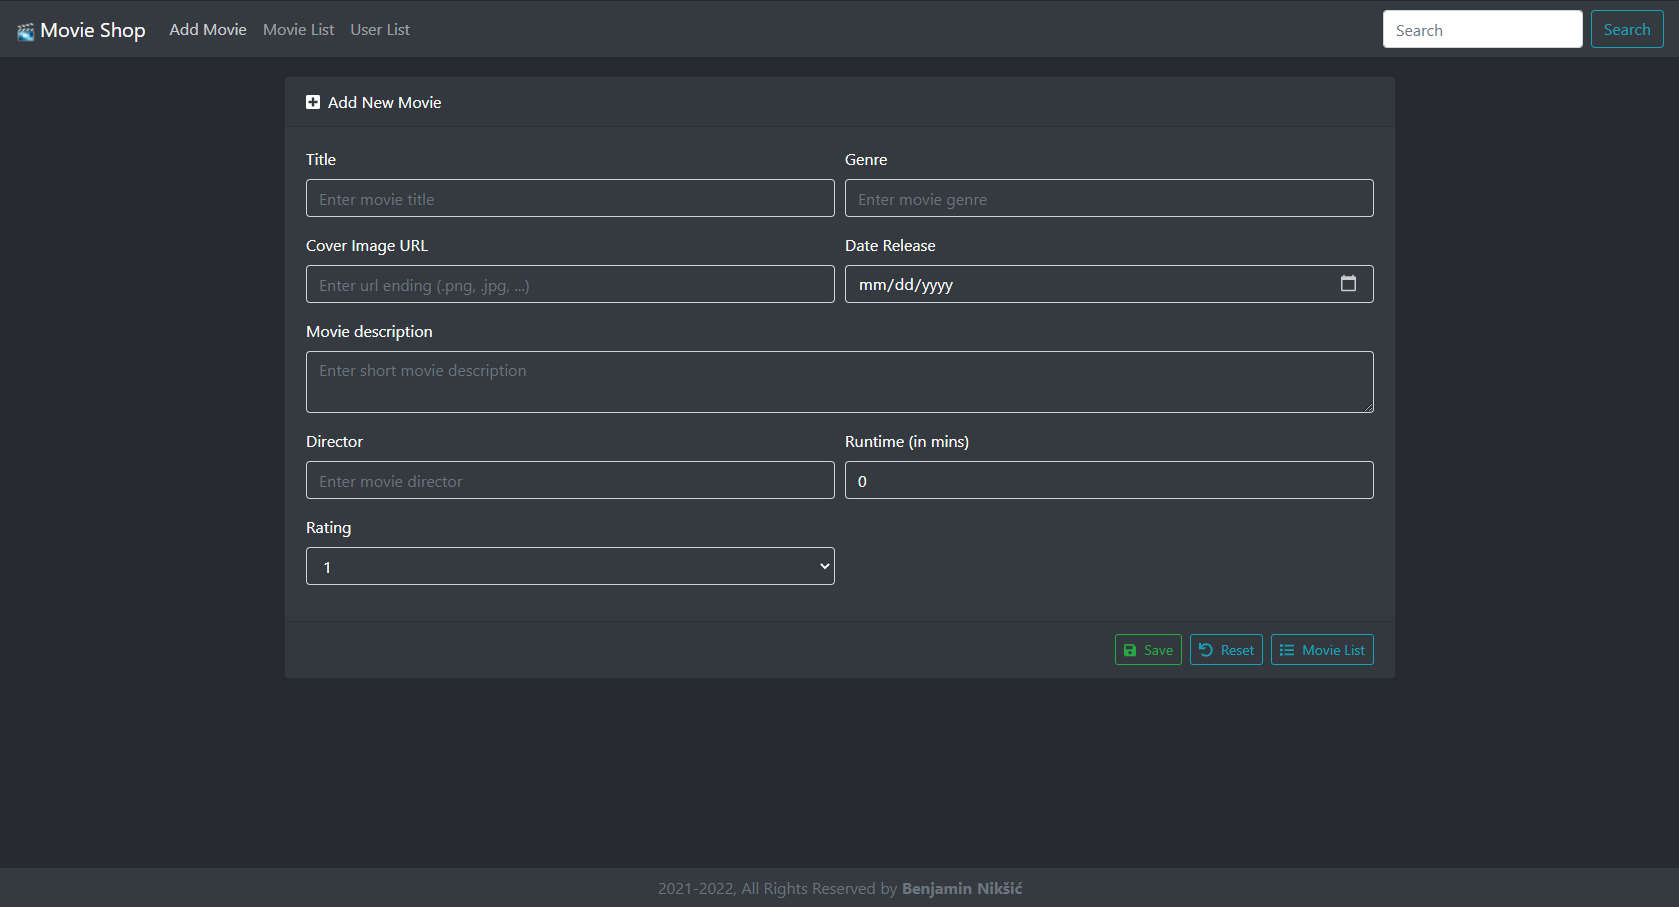 Movie Shop Add Movie Movie List User List Search Search
Add New Movie
Title Genre
Enter movie title Enter movie genre
Cover Image URL Date Release
Enter url ending (.png, .jpg, ...) mm/dd/yyyy
Movie description
Enter short movie description
Director Runtime (in mins)
Enter movie director 0
Rating
1
Save Reset Movie List
2021-2022, All Rights Reserved by Benjamin Nikšić